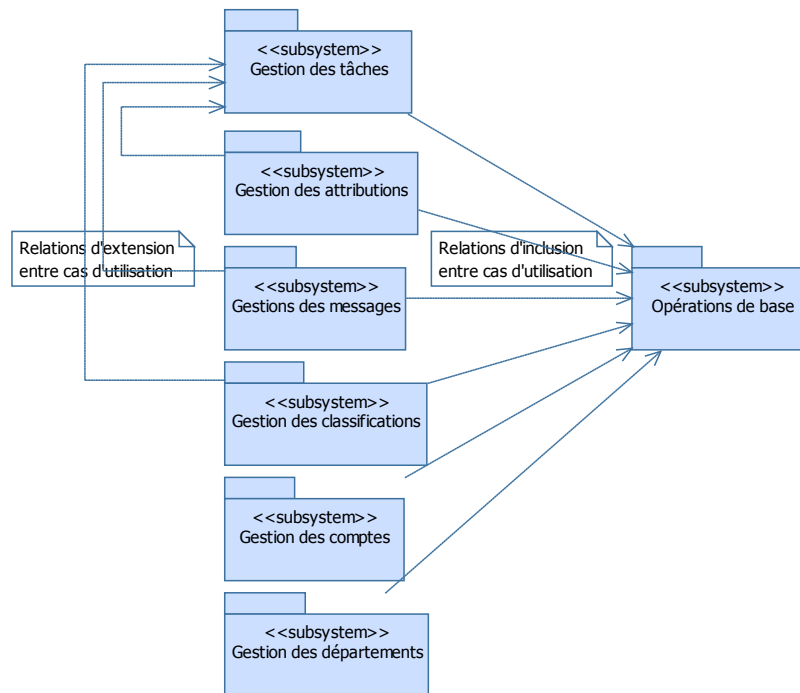 <<subsystem>>
Gestion des tâches
<<subsystem>>
Gestion des attributions
Relations d'extension
entre cas d'utilisation
Relations d'inclusion
entre cas d'utilisation
<<subsystem>>
Gestions des messages
<<subsystem>>
Opérations de base
<<subsystem>>
Gestion des classifications
<<subsystem>>
Gestion des comptes
<<subsystem>>
Gestion des départements